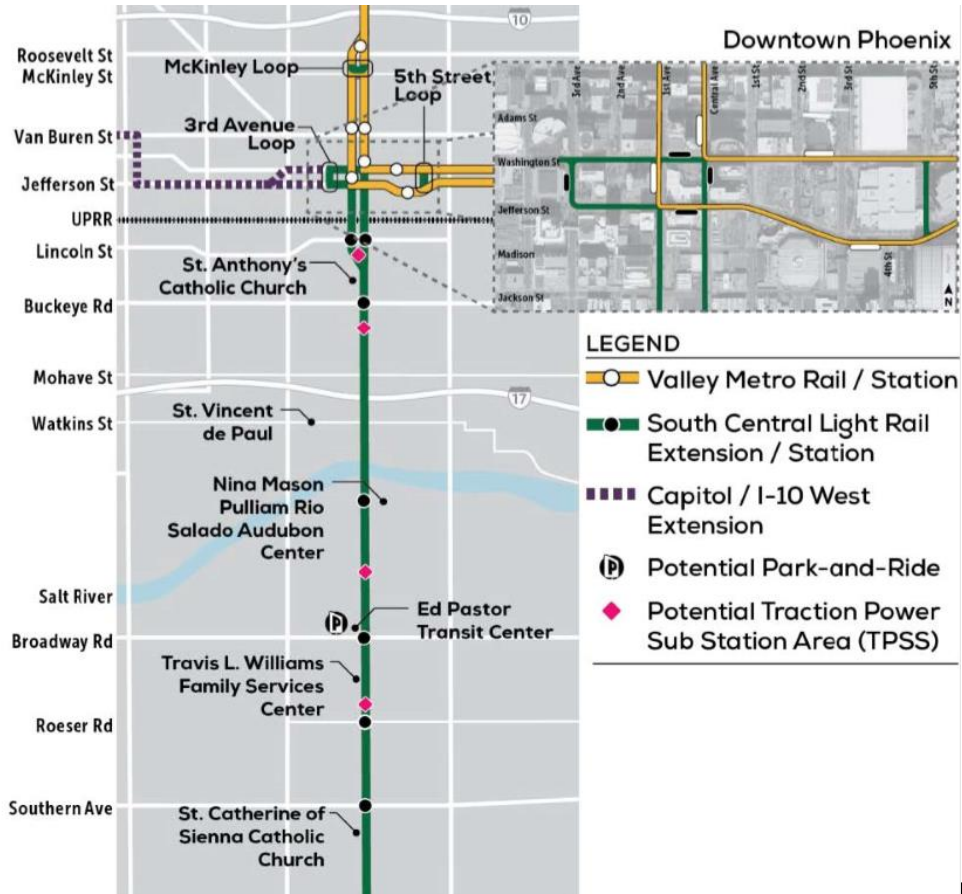 10
Roosevelt St
McKinley St
McKinley Loop
5th Street
Loop
Van Buren St
3rd Avenue
Loop
Jefferson St
UPRR
Lincoln St
St. Anthony's
Catholic Church
Buckeye Rd
Mohave St
17
Watkins St
St. Vincent
de Paul
Nina Mason
Pulliam Rio
Salado Audubon
Center
Salt River
Ed Pastor
Transit Center
P
Broadway Rd
Travis L. Williams
Family Services
Center
Roeser Rd
Southern Ave
St. Catherine of
Sienna Catholic
Church
Downtown Phoenix
3rd Ave
2nd Ave
1st Ave
Central Ave
1st St
2nd St
3rd St
5th St
Adams St
Washington St
Jefferson St
4th St
Madison
Jackson St
N
LEGEND
Valley Metro Rail / Station
South Central Light Rail
Extension / Station
Capitol / I-10 West
Extension
P
Potential Park-and-Ride
Potential Traction Power
Sub Station Area (TPSS)